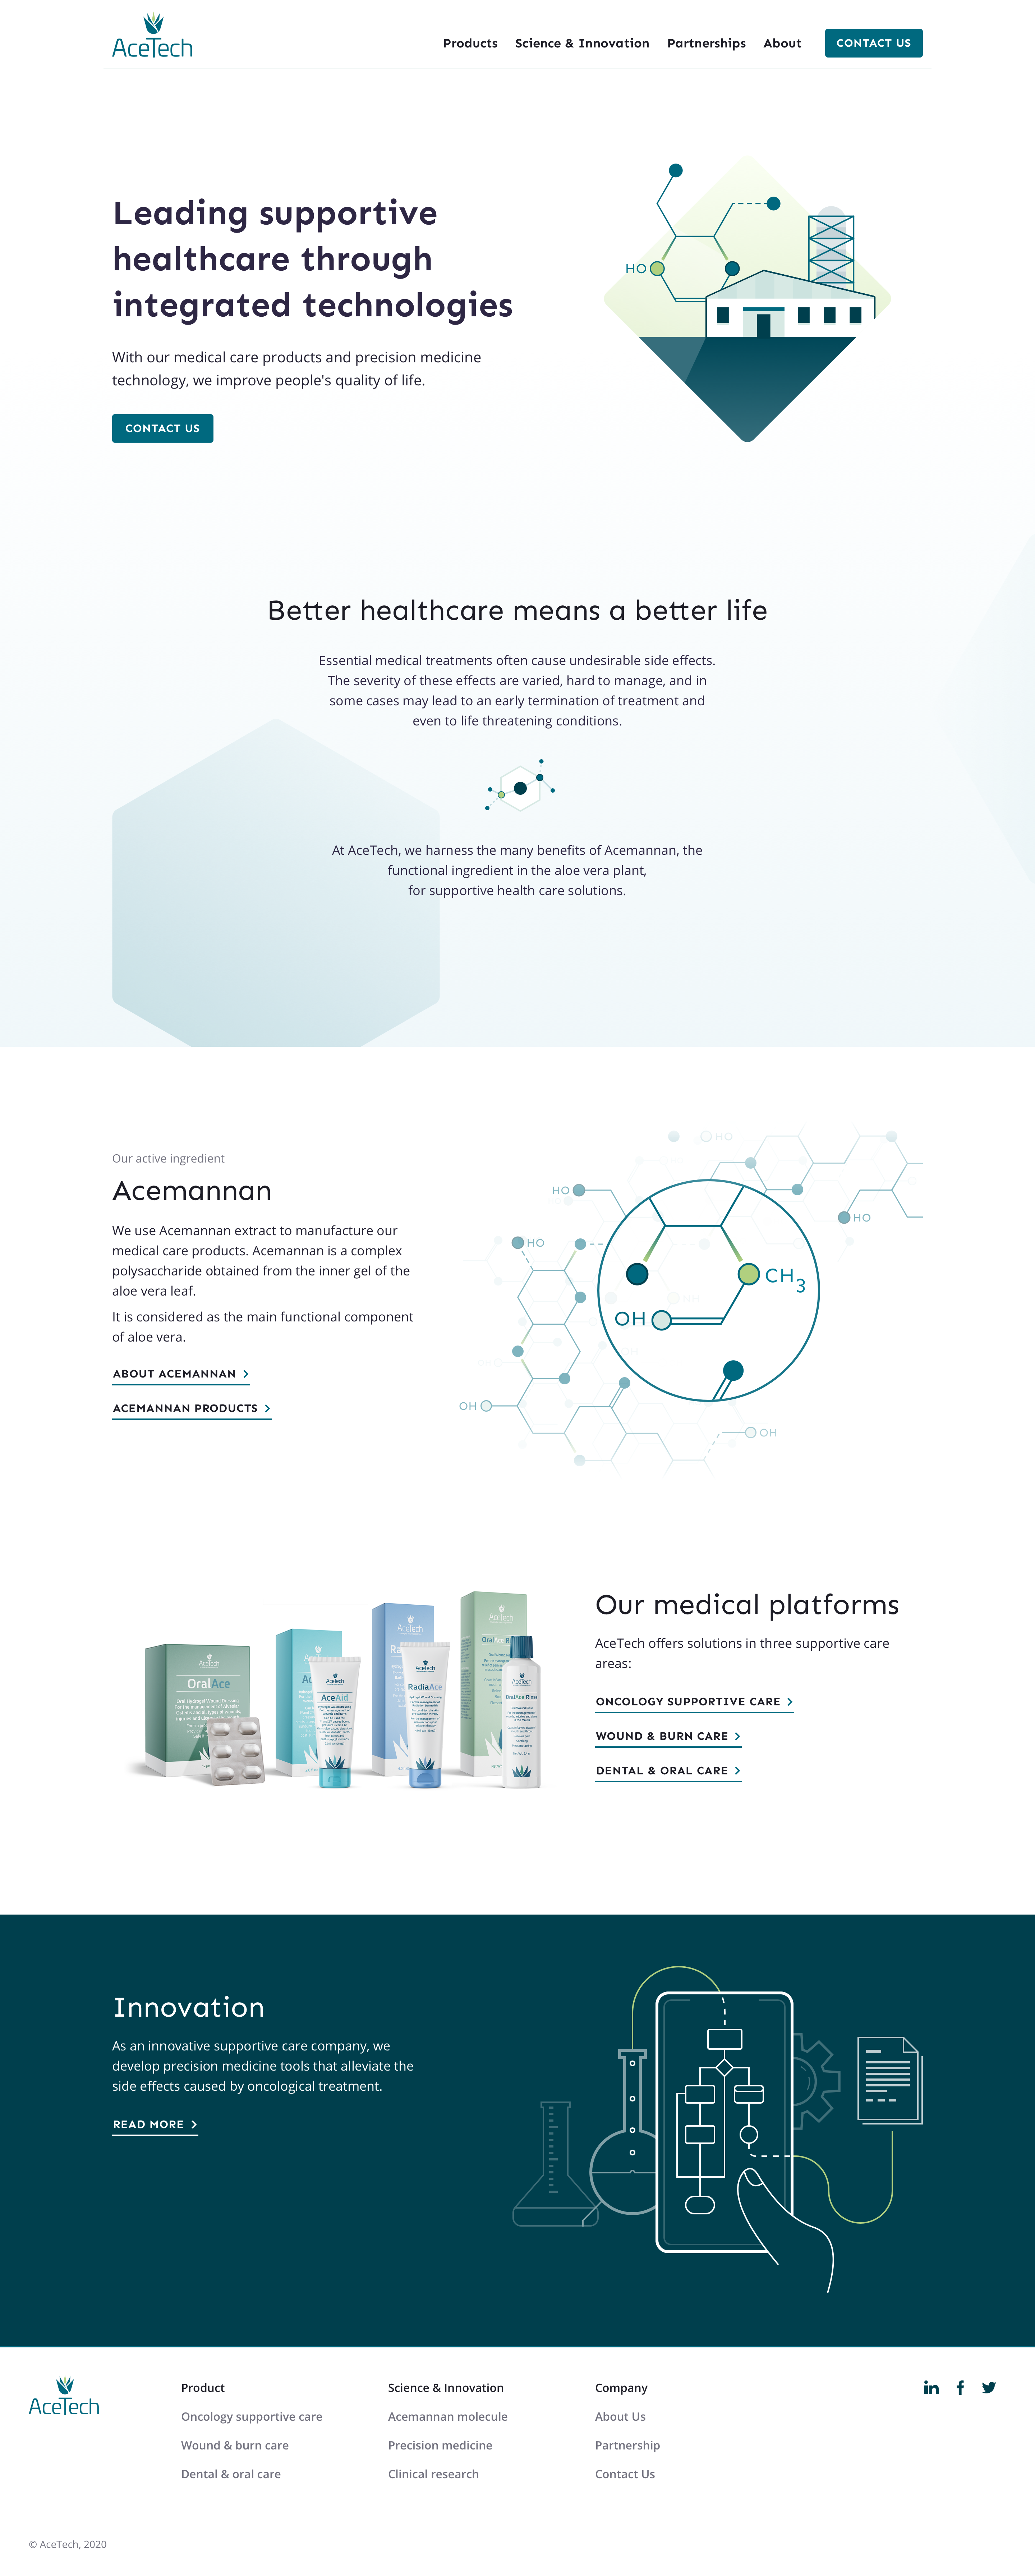 AceTech
Products Science & Innovation Partnerships About CONTACT US
Leading supportive
healthcare through
integrated technologies
HO
With our medical care products and precision medicine
technology, we improve people's quality of life.
CONTACT US
Better healthcare means a better life
Essential medical treatments often cause undesirable side effects.
The severity of these effects are varied, hard to manage, and in
some cases may lead to an early termination of treatment and
even to life threatening conditions.
At AceTech, we harness the many benefits of Acemannan, the
functional ingredient in the aloe vera plant,
for supportive health care solutions.
Our active ingredient
Acemannan
We use Acemannan extract to manufacture our
medical care products. Acemannan is a complex
polysaccharide obtained from the inner gel of the
aloe vera leaf.
It is considered as the main functional component
of aloe vera.
ABOUT ACEMANNAN
ACEMANNAN PRODUCTS
HO
HO
HO
HO
CH3
OH
OH
OH
AceTech
OralAce
AceTech
AceTech
AceAid
AceTech
AceTech
RadiaAce
AceTech
AceTech
OralAce Rinse
Our medical platforms
AceTech offers solutions in three supportive care
areas:
ONCOLOGY SUPPORTIVE CARE
WOUND & BURN CARE
DENTAL & ORAL CARE
Innovation
As an innovative supportive care company, we
develop precision medicine tools that alleviate the
side effects caused by oncological treatment.
READ MORE
AceTech
Product
Oncology supportive care
Wound & burn care
Dental & oral care
Science & Innovation
Acemannan molecule
Precision medicine
Clinical research
Company
About Us
Partnership
Contact Us
© AceTech, 2020